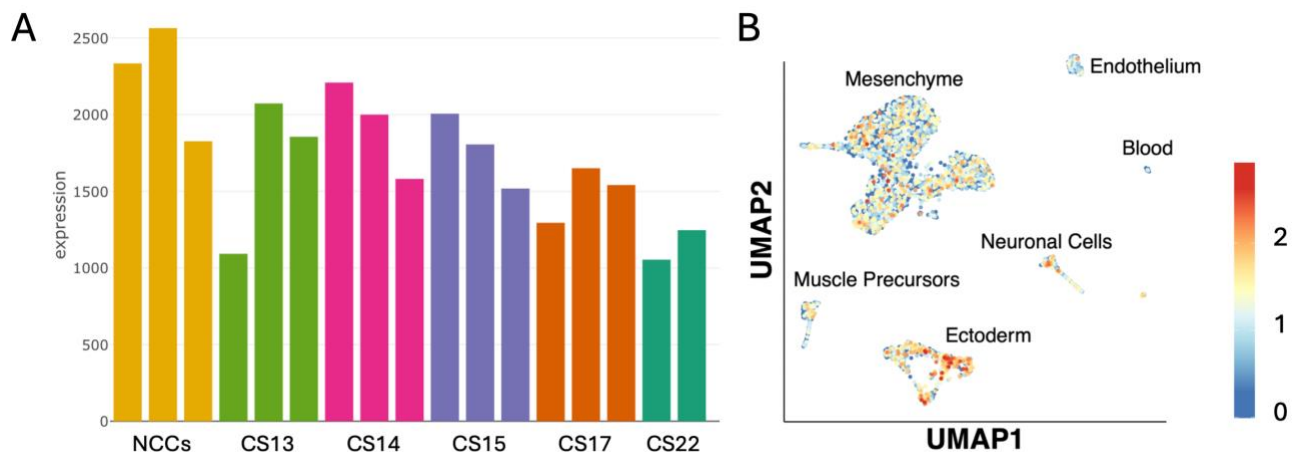 A
2500
2000
1500
1000
500
0
expression
NCCs CS13 CS14 CS15 CS17 CS22
B
Endothelium
Mesenchyme
Blood
Neuronal Cells
Muscle Precursors
Ectoderm
UMAP2
UMAP1
2
1
0